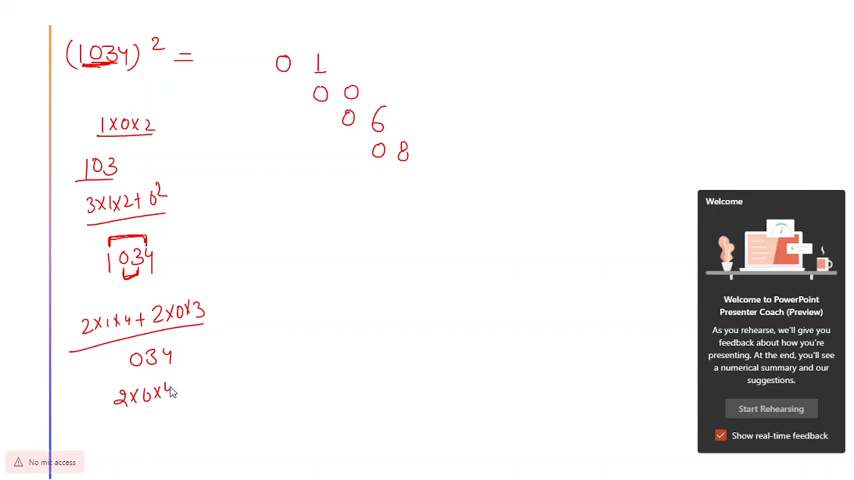 (1034)² =
0 1
0 0
0 6
0 8
1×0×2
103
3×1×2+0²
1034
2×1×4+2×0×3
034
2×0×4
Welcome
Welcome to PowerPoint
Presenter Coach (Preview)
As you rehearse, we'll give you
feedback about how you're
presenting. At the end, you'll see
a numerical summary and our
suggestions.
Start Rehearsing
Show real-time feedback
No mic access